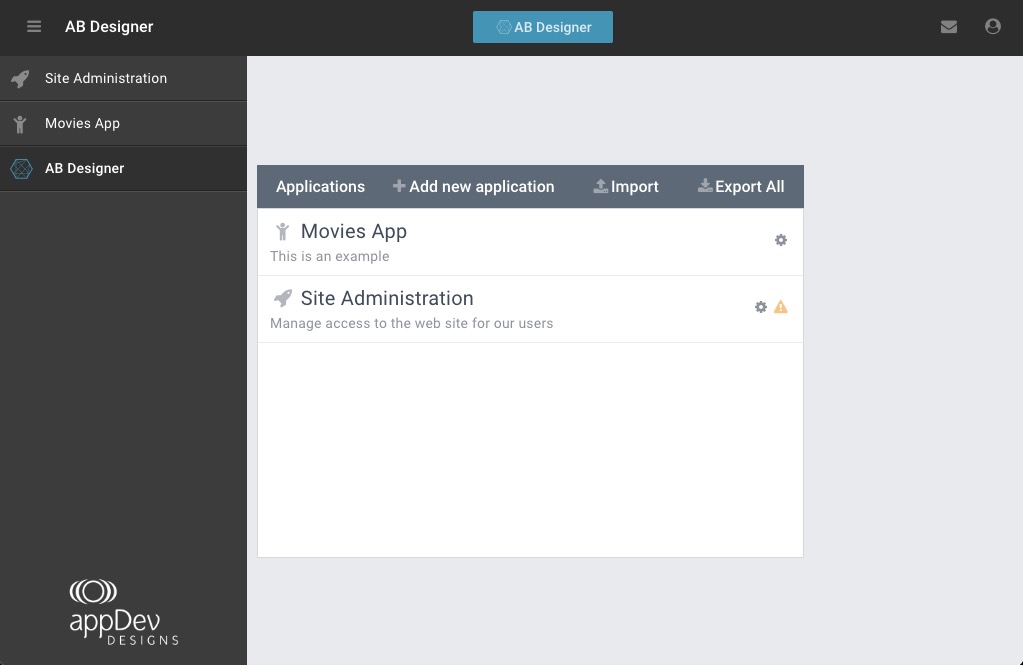 AB Designer
AB Designer
Site Administration
Movies App
AB Designer
Applications Add new application Import Export All
Movies App
This is an example
Site Administration
Manage access to the web site for our users
appDev
DESIGNS